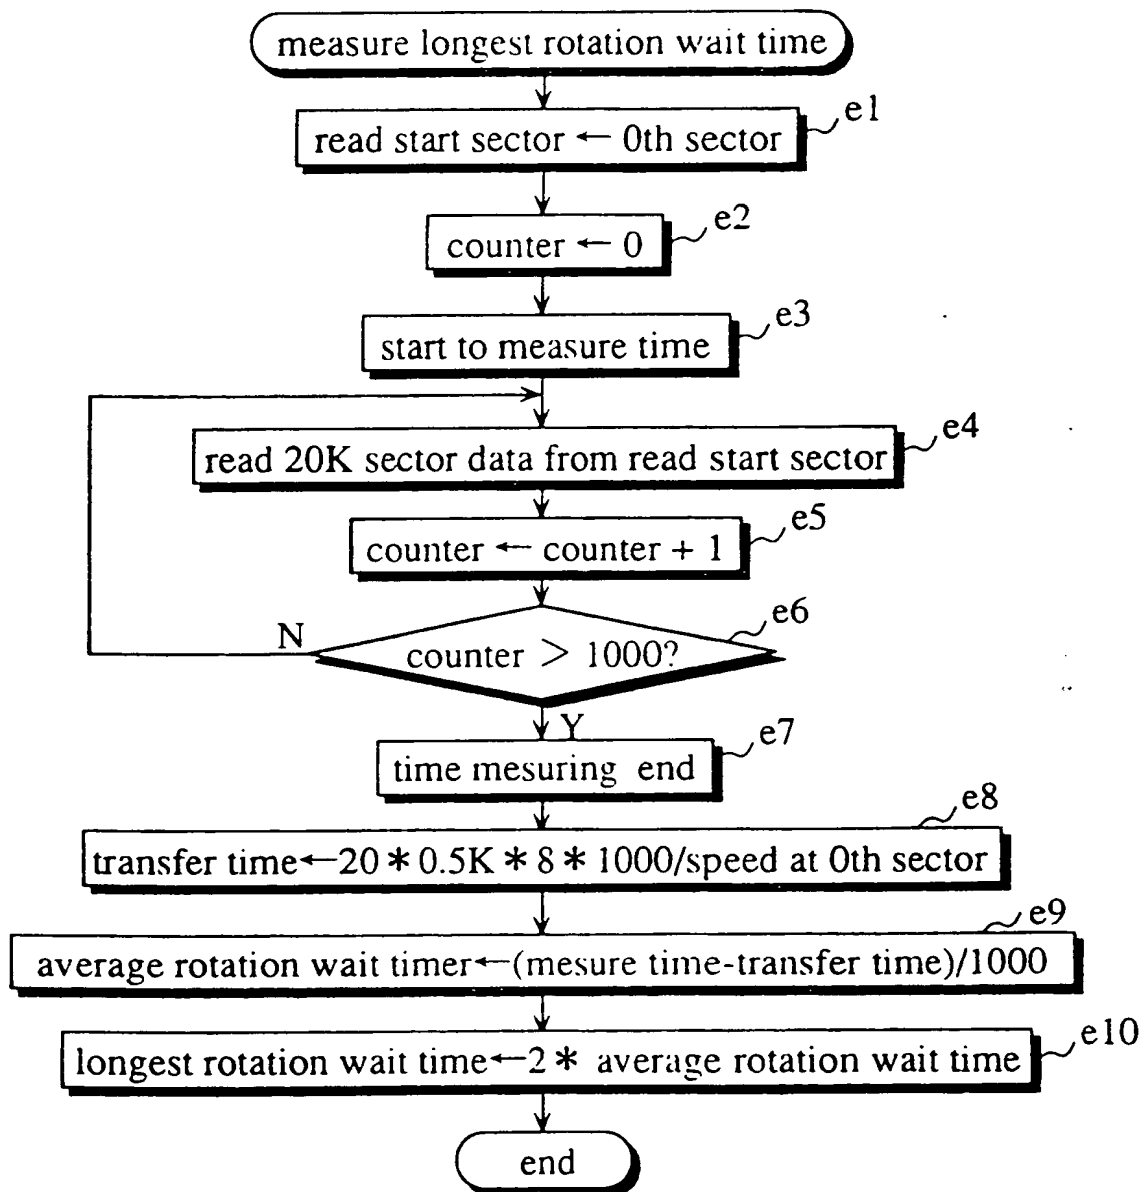 measure longest rotation wait time
e1
read start sector ← 0th sector
e2
counter ← 0
e3
start to measure time
e4
read 20K sector data from read start sector
e5
counter ← counter + 1
e6
N
counter > 1000?
Y
e7
time mesuring end
e8
transfer time←20*0.5K*8*1000/speed at 0th sector
e9
average rotation wait timer←(mesure time-transfer time)/1000
e10
longest rotation wait time←2* average rotation wait time
end